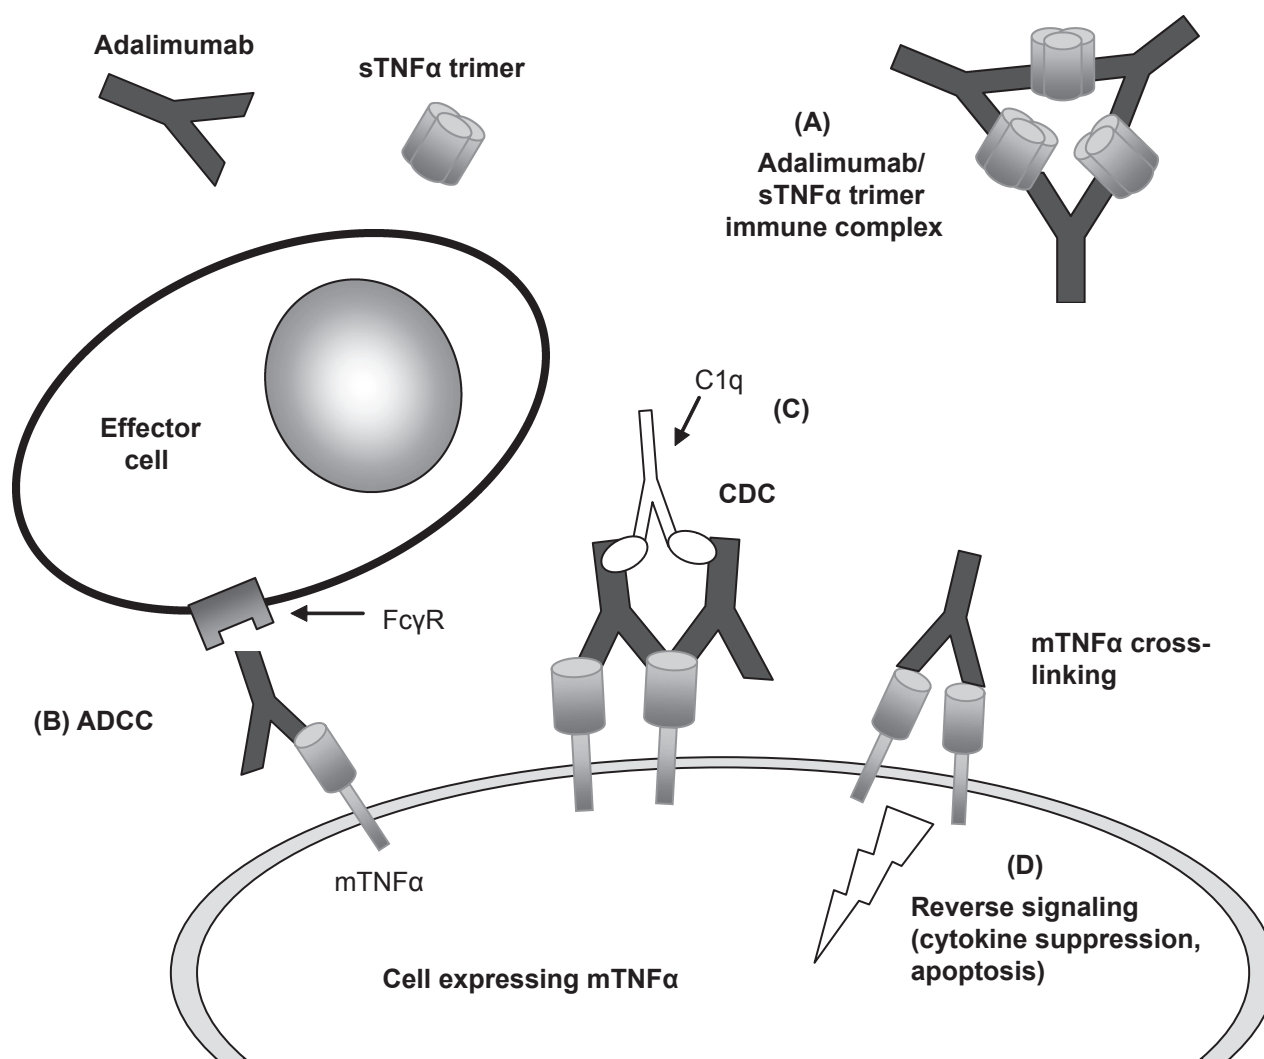 Adalimumab
sTNFα trimer
(A)
Adalimumab/
sTNFα trimer
immune complex
Effector
cell
C1q
(C)
CDC
FcγR
mTNFα cross-
linking
(B) ADCC
mTNFα
(D)
Reverse signaling
(cytokine suppression,
apoptosis)
Cell expressing mTNFα